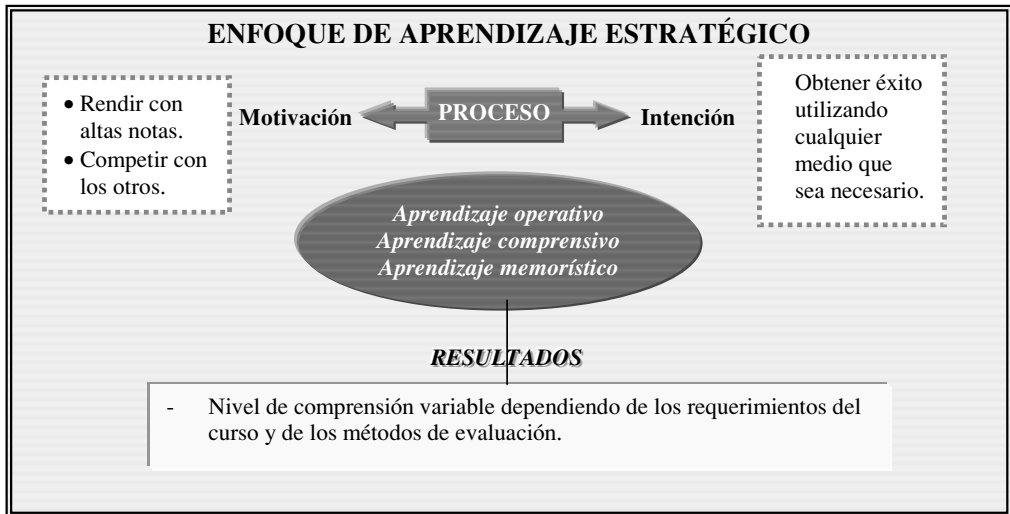 ENFOQUE DE APRENDIZAJE ESTRATÉGICO
• Rendir con
altas notas.
• Competir con
los otros.
Motivación
PROCESO
Intención
Obtener éxito
utilizando
cualquier
medio que
sea necesario.
Aprendizaje operativo
Aprendizaje comprensivo
Aprendizaje memorístico
RESULTADOS
- Nivel de comprensión variable dependiendo de los requerimientos del
curso y de los métodos de evaluación.